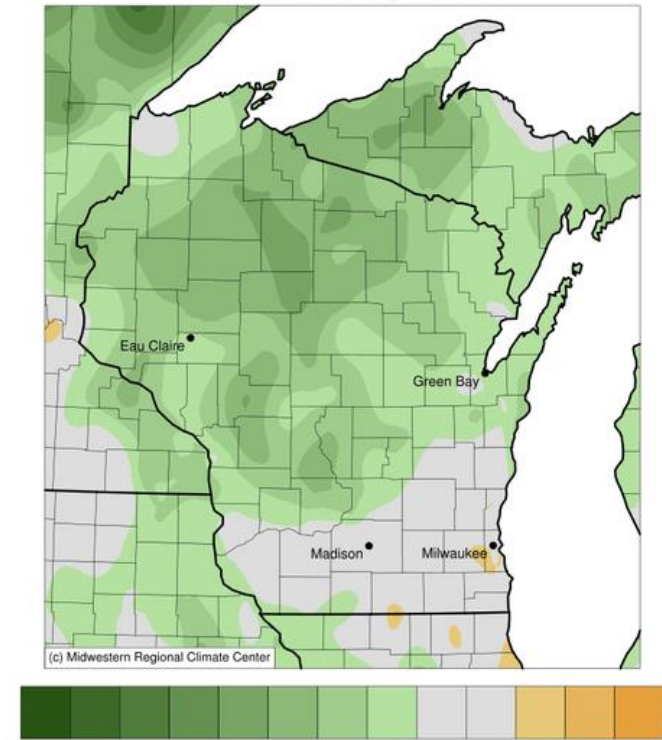 Eau Claire
Green Bay
Madison
Milwaukee
(c) Midwestern Regional Climate Center